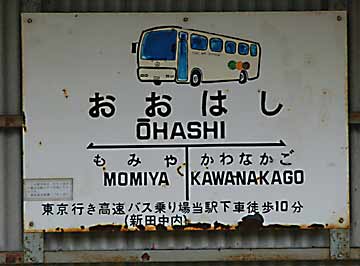 おおはし
ŌHASHI
もみや かわなかご
MOMIYA KAWANAKAGO
東京行き高速バス乗り場当駅下車徒歩10分
(新田中内)